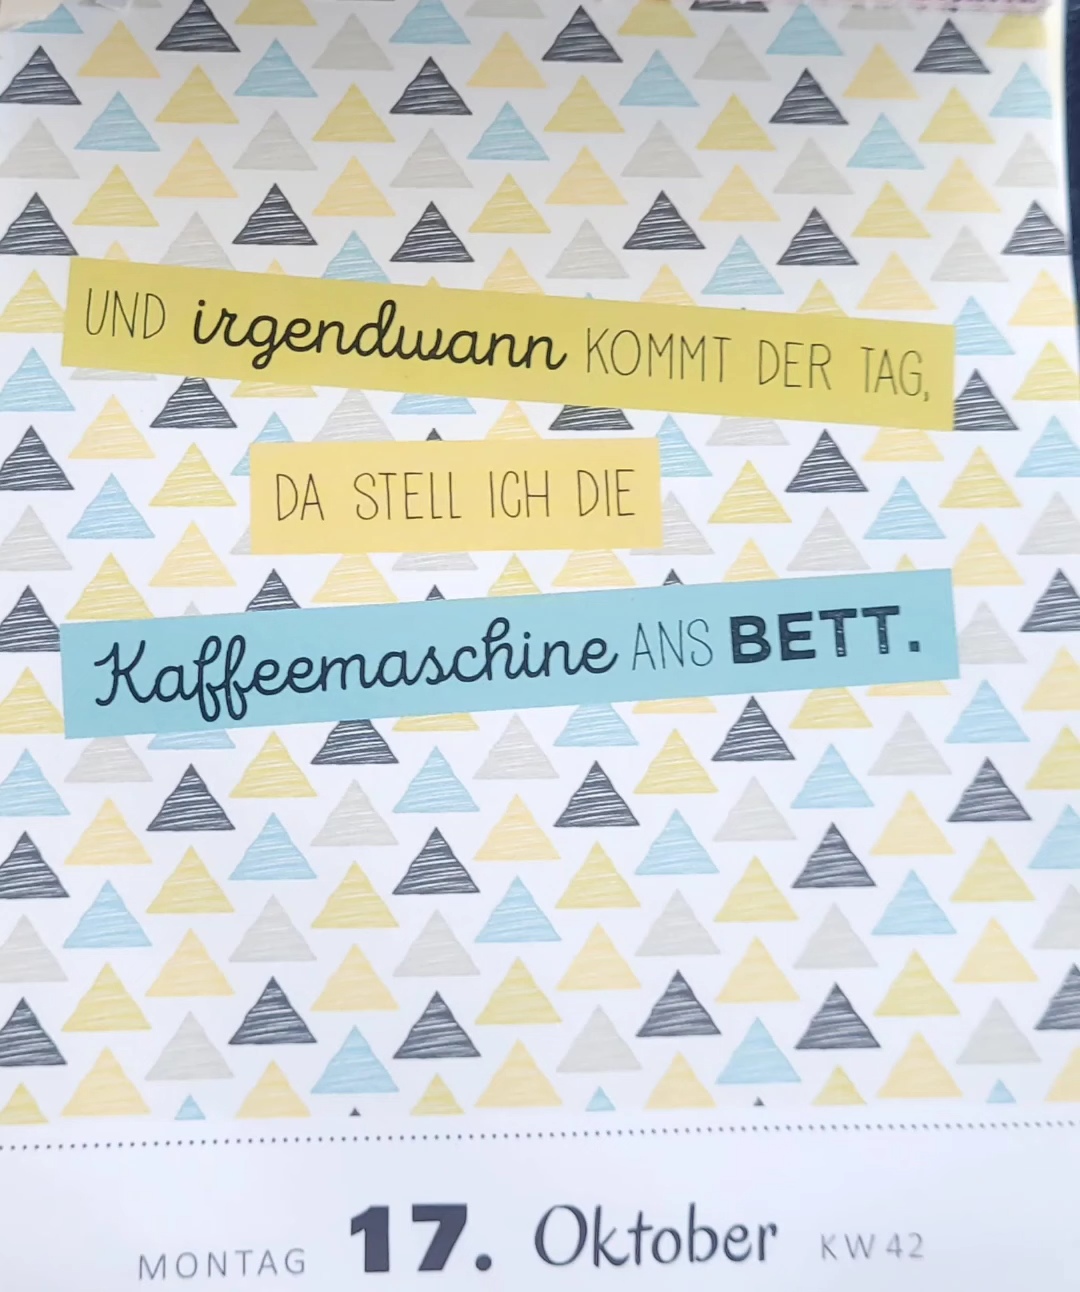 UND irgendwann KOMMT DER TAG,
DA STELL ICH DIE
Kaffeemaschine ANS BETT.
MONTAG 17. Oktober KW 42